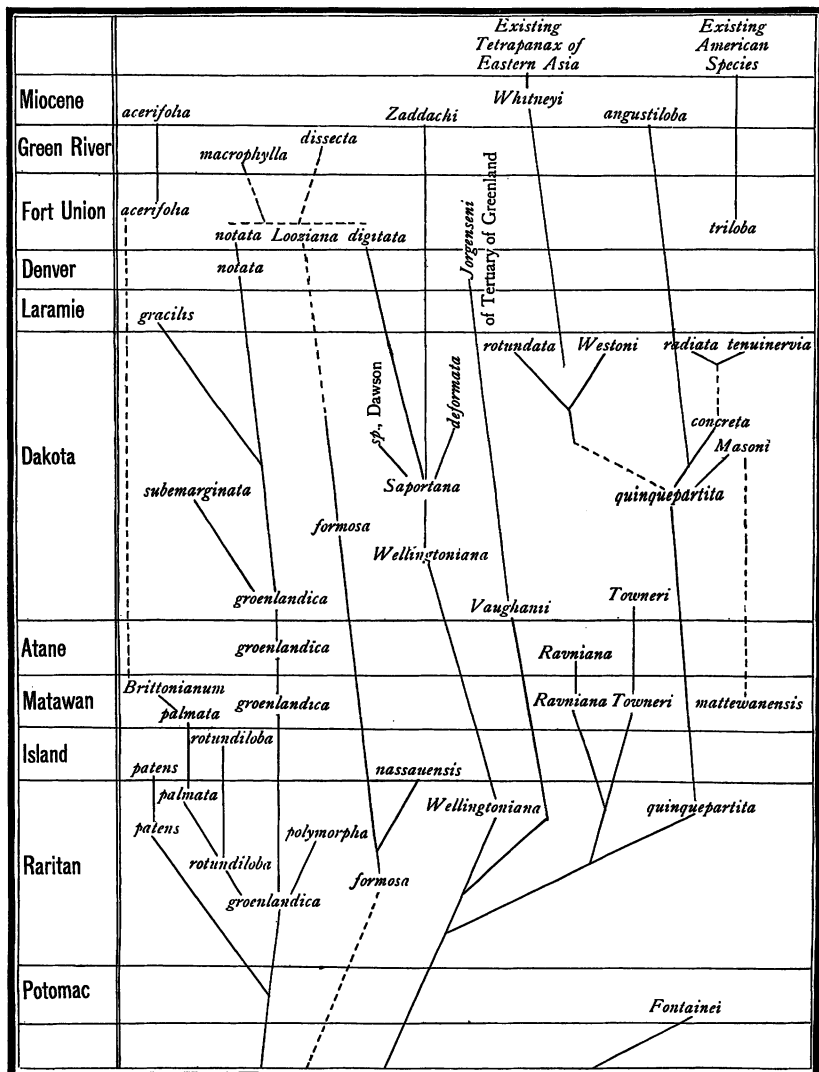 Existing
Tetrapanax of
Eastern Asia
Existing
American
Species
Miocene
acerifolia
Zaddachi
Whitneyi
angustiloba
Green River
macrophylla
dissecta
Fort Union
acerifolia
notata
Looziana
digitata
Jorgenseni
of Tertiary of Greenland
triloba
Denver
notata
Laramie
gracilis
Dakota
rotundata
Westoni
radiata
tenuinervia
sp., Dawson
deformata
concreta
Masoni
subemarginata
Saportana
quinquepartita
formosa
Wellingtoniana
groenlandica
Vaughanii
Towneri
Atane
groenlandica
Ravniana
Matawan
Brittonianum
palmata
groenlandica
Ravniana
Towneri
mattewanensis
Island
rotundiloba
patens
nassauensis
Raritan
palmata
Wellingtoniana
quinquepartita
patens
polymorpha
rotundiloba
formosa
groenlandica
Potomac
Fontainei